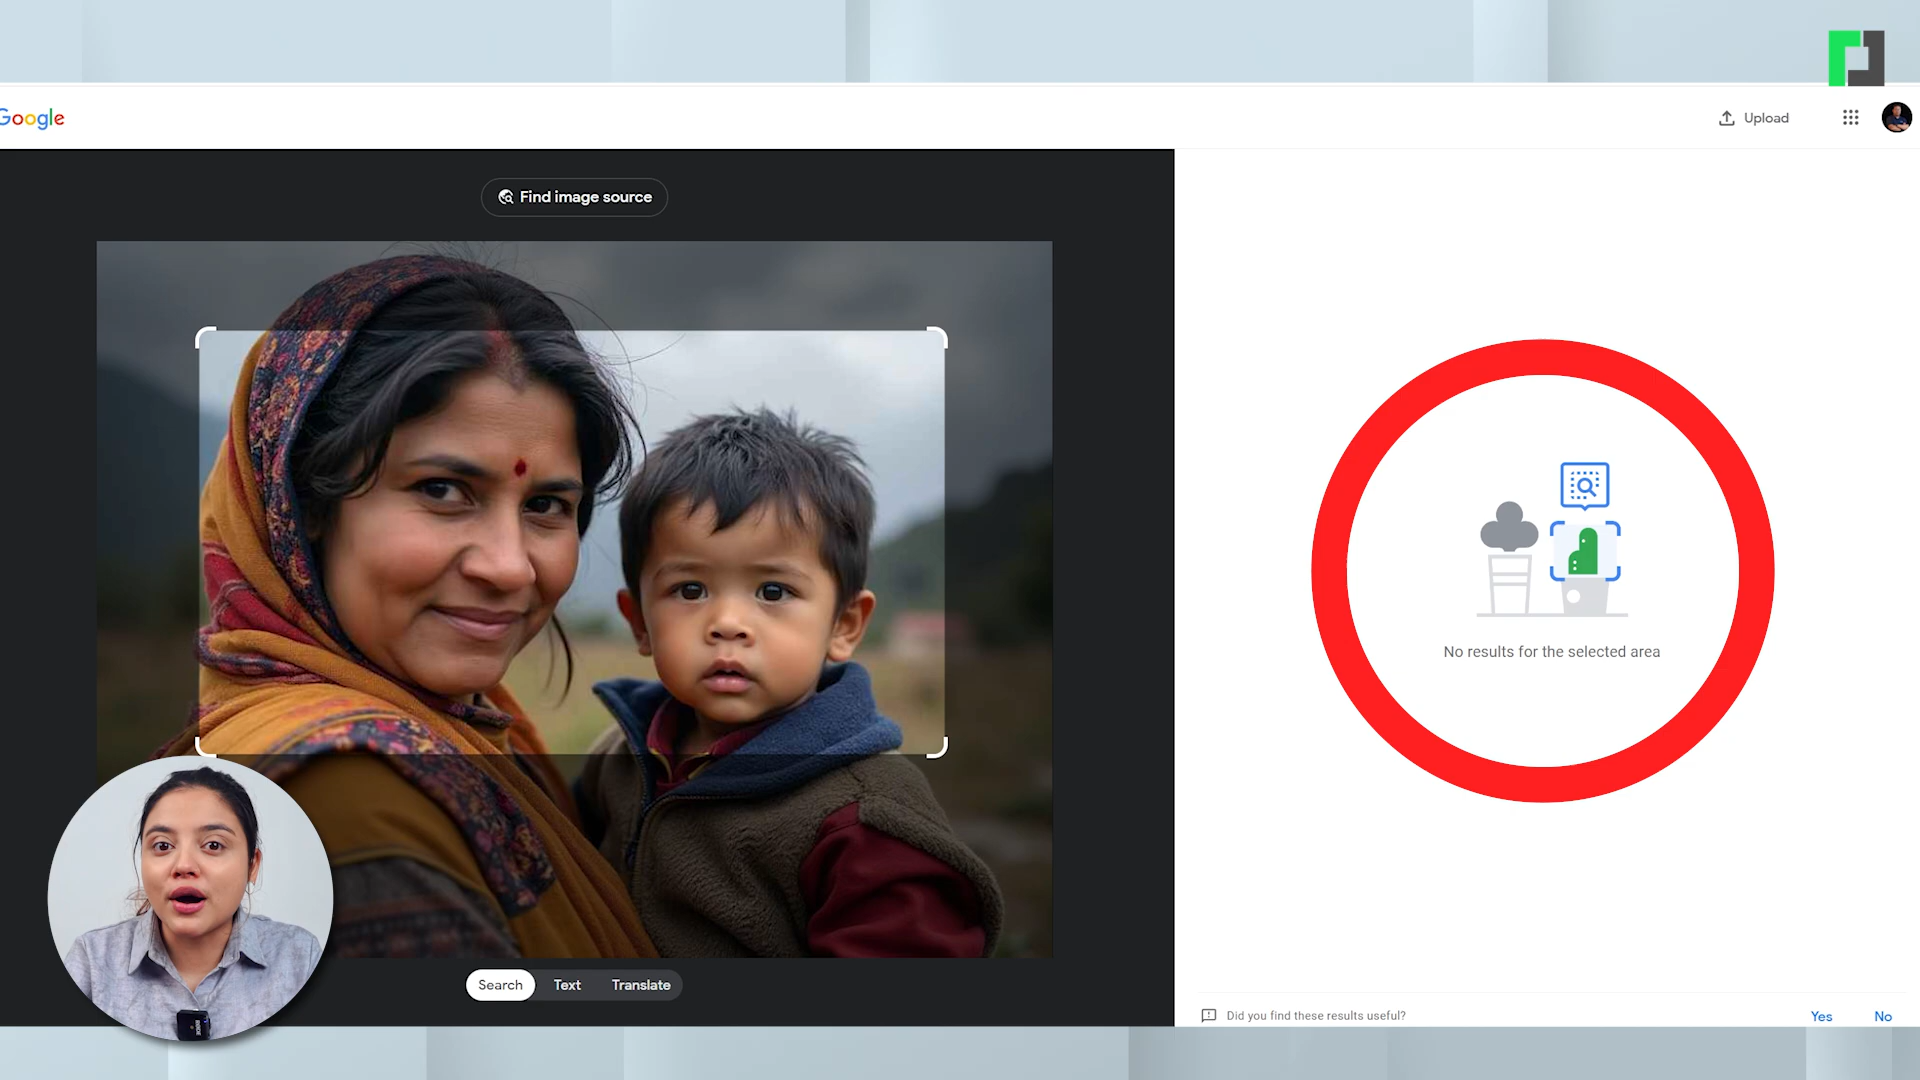 Google
Upload
Find image source
No results for the selected area
Search
Text
Translate
Did you find these results useful?
Yes
No